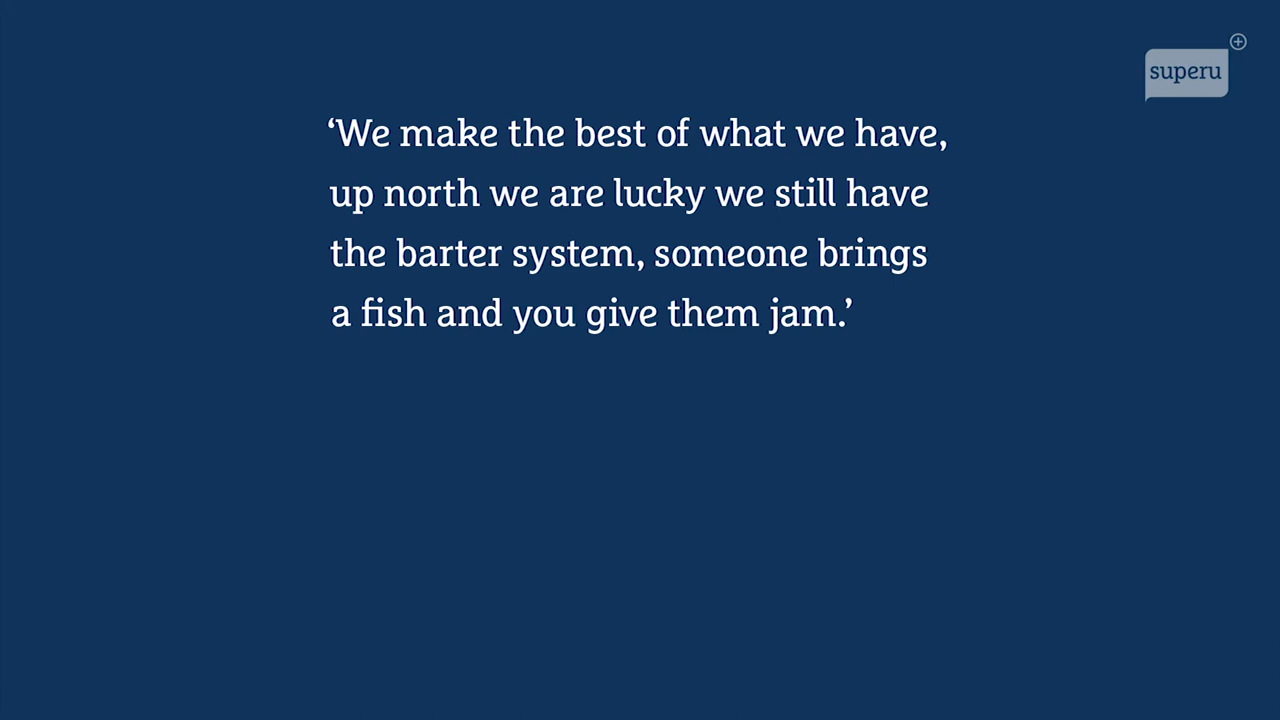 superu
‘We make the best of what we have,
up north we are lucky we still have
the barter system, someone brings
a fish and you give them jam.’